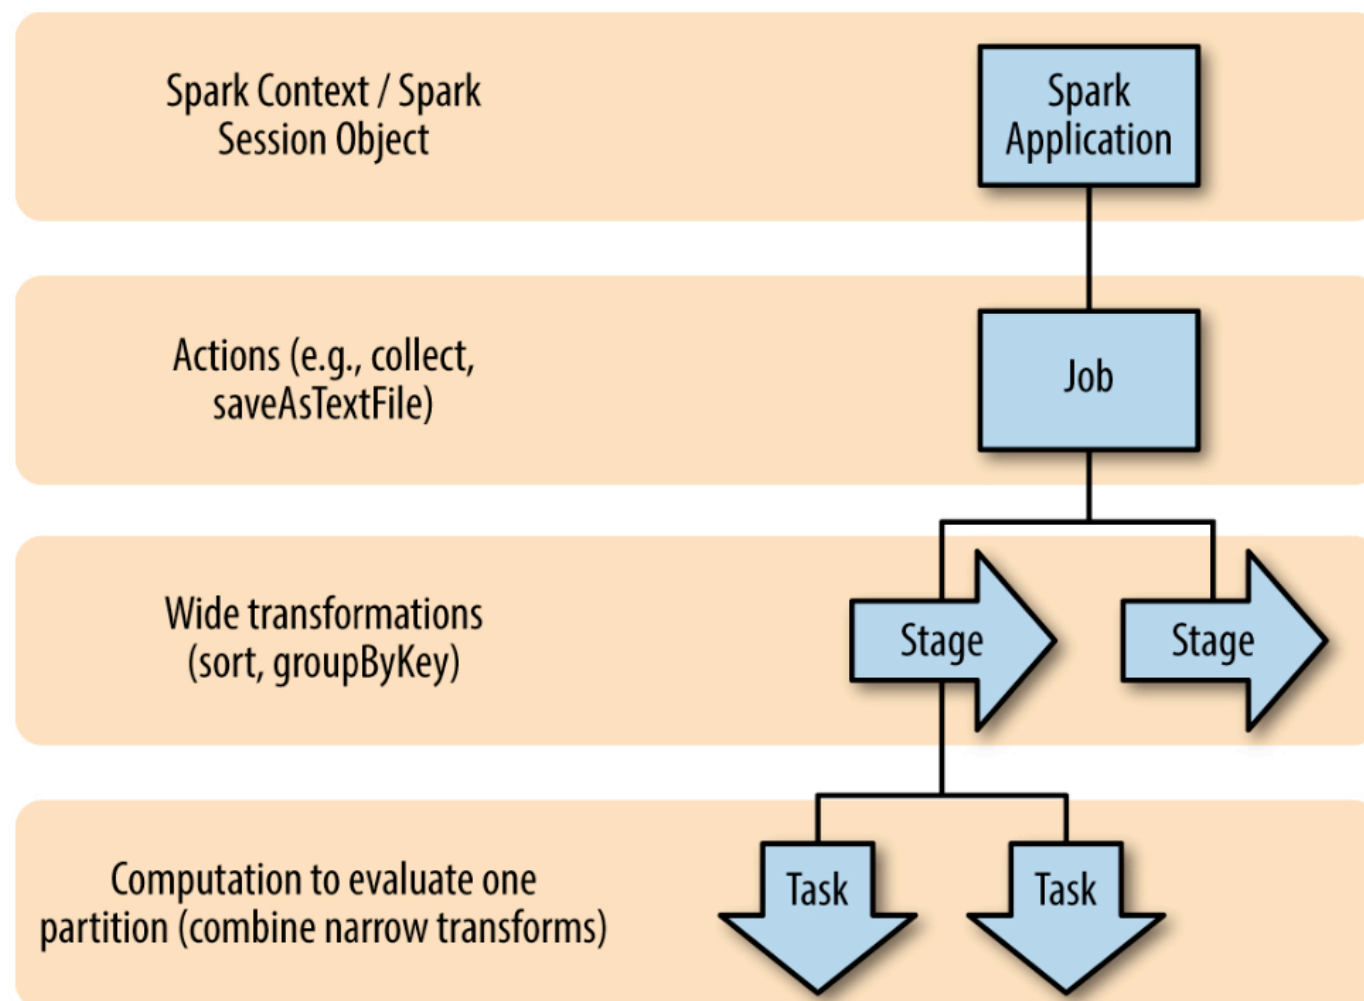 Spark Context / Spark
Session Object
Spark
Application
Actions (e.g., collect,
saveAsTextFile)
Job
Wide transformations
(sort, groupByKey)
Stage
Stage
Computation to evaluate one
partition (combine narrow transforms)
Task
Task